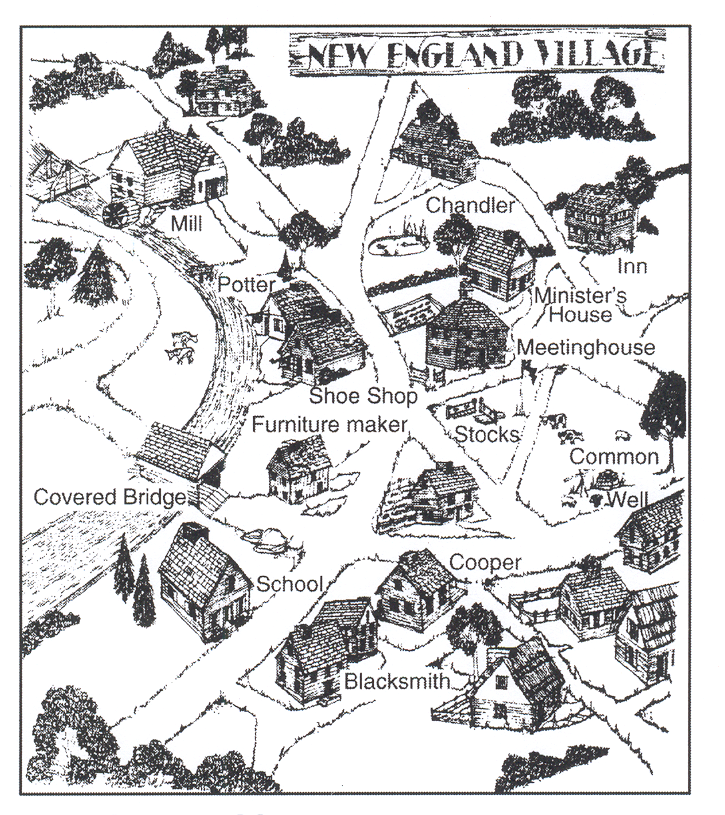 NEW ENGLAND VILLAGE
Chandler
Mill
Inn
Potter
Minister's
House
Meetinghouse
Shoe Shop
Furniture maker
Stocks
Common
Covered Bridge
Well
Cooper
School
Blacksmith